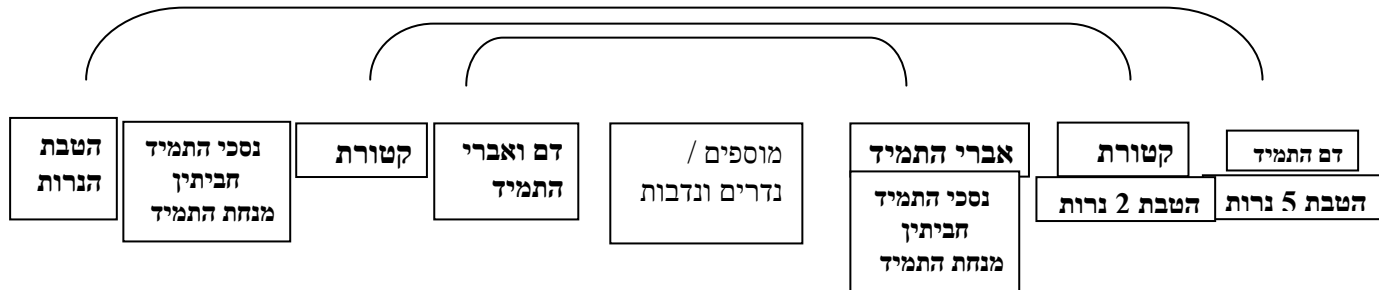 דם התמיד
הטבת 5 נרות
קטורת
הטבת 2 נרות
אברי התמיד
נסכי התמיד
חביתין
מנחת התמיד
מוספים /
נדרים ונדבות
דם ואברי
התמיד
קטורת
נסכי התמיד
חביתין
מנחת התמיד
הטבת
הנרות